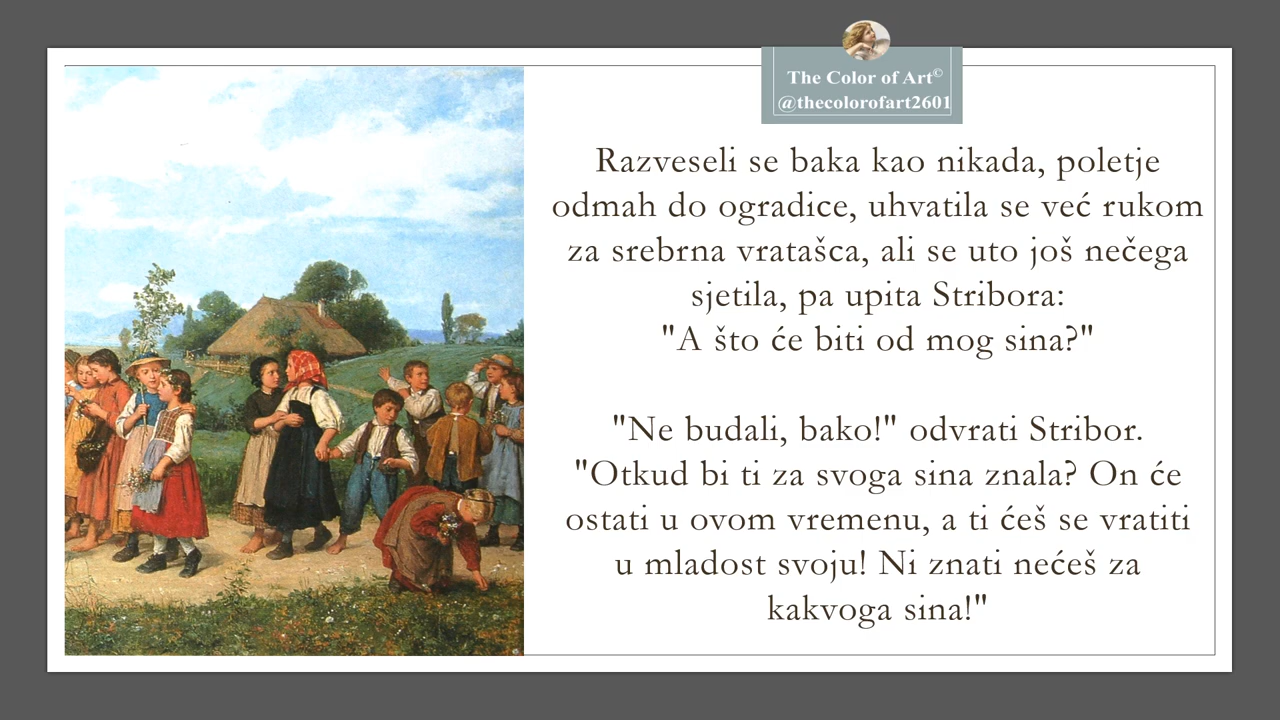 The Color of Art©
@thecolorofart2601
Razveseli se baka kao nikada, poletje
odmah do ogradice, uhvatila se već rukom
za srebrna vratašca, ali se uto još nečega
sjetila, pa upita Stribora:
"A što će biti od mog sina?"
"Ne budali, bako!" odvrati Stribor.
"Otkud bi ti za svoga sina znala? On će
ostati u ovom vremenu, a ti ćeš se vratiti
u mladost svoju! Ni znati nećeš za
kakvoga sina!"